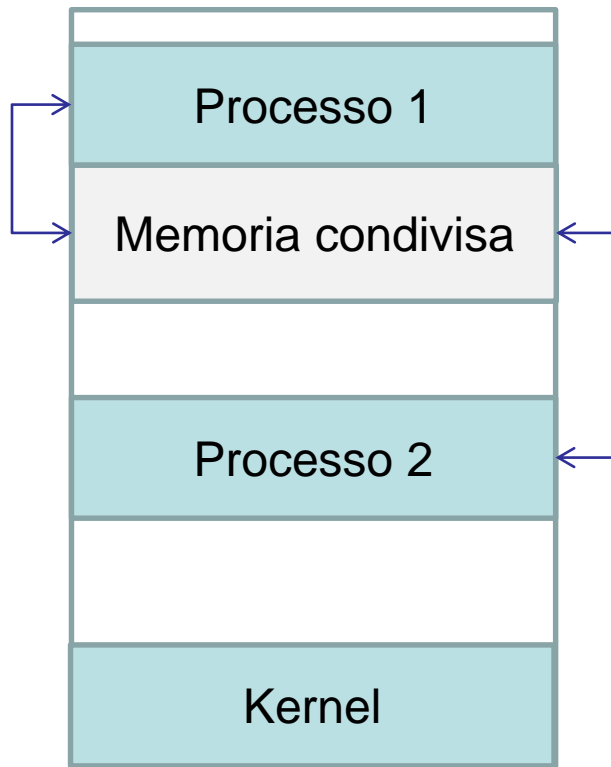 Processo 1
Memoria condivisa
Processo 2
Kernel